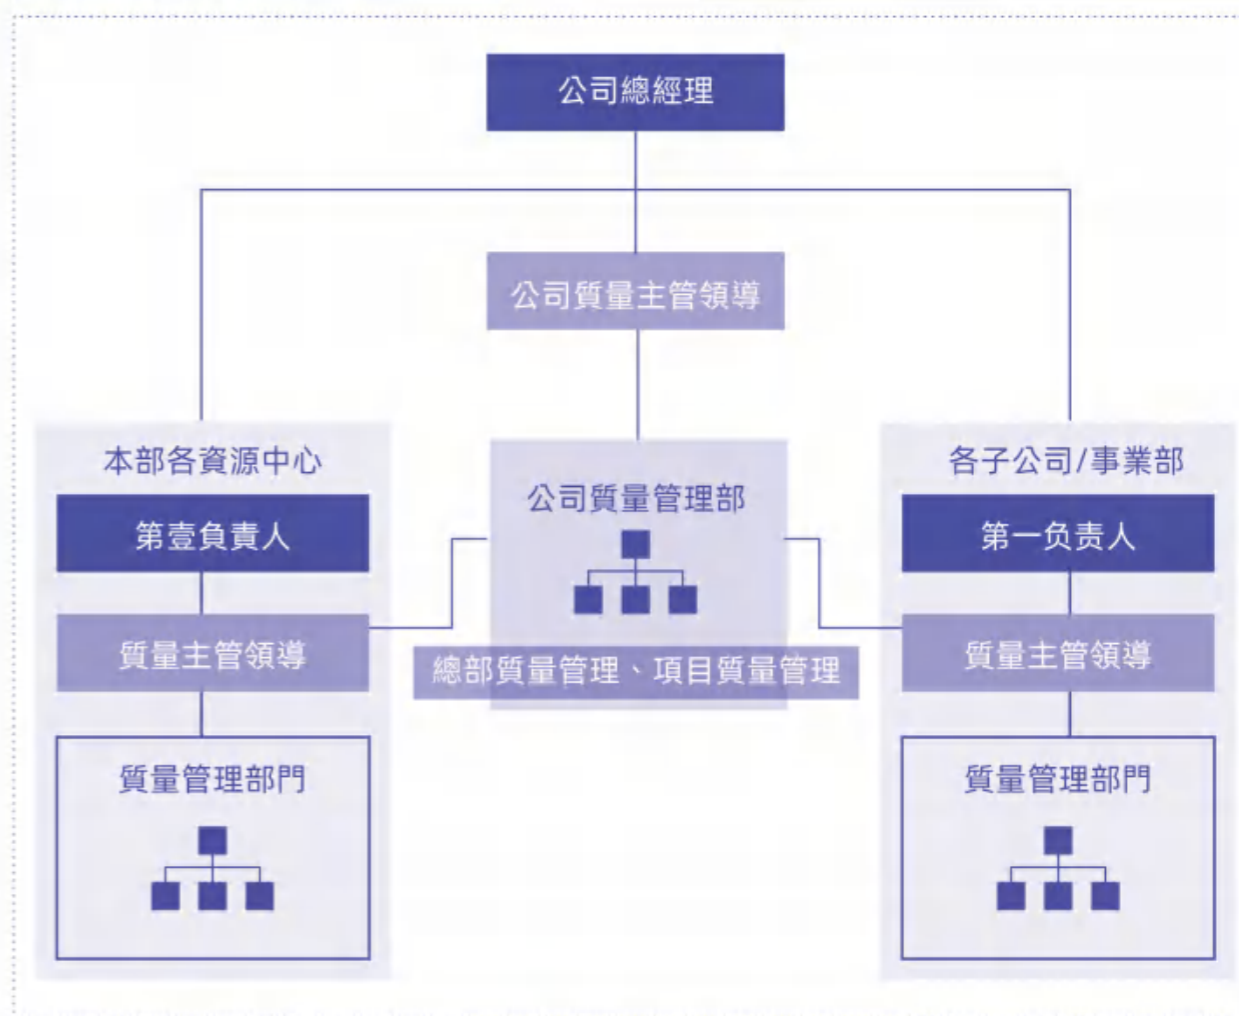 公司總經理
公司質量主管領導
本部各資源中心
第壹負責人
質量主管領導
質量管理部門
公司質量管理部
總部質量管理、項目質量管理
各子公司/事業部
第一负责人
質量主管領導
質量管理部門